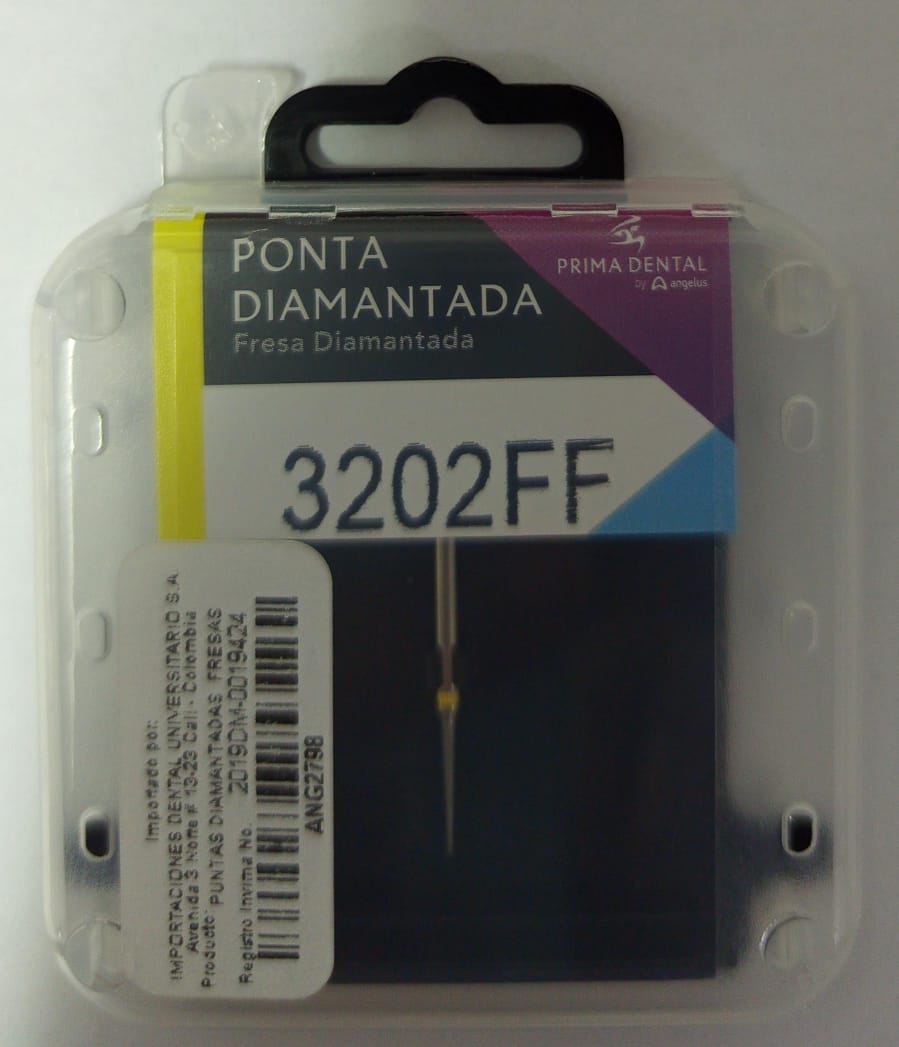 PONTA
DIAMANTADA
Fresa Diamantada
PRIMA DENTAL
by angelus
3202FF
Importado por:
IMPORTACIONES DENTAL UNIVERSITARIO S.A
Avenida 3 Norte # 13-23 Cali - Colombia
Producto: PUNTAS DIAMANTADAS FRESAS
Registro Invima No. 2019DM-0019424
ANG2798